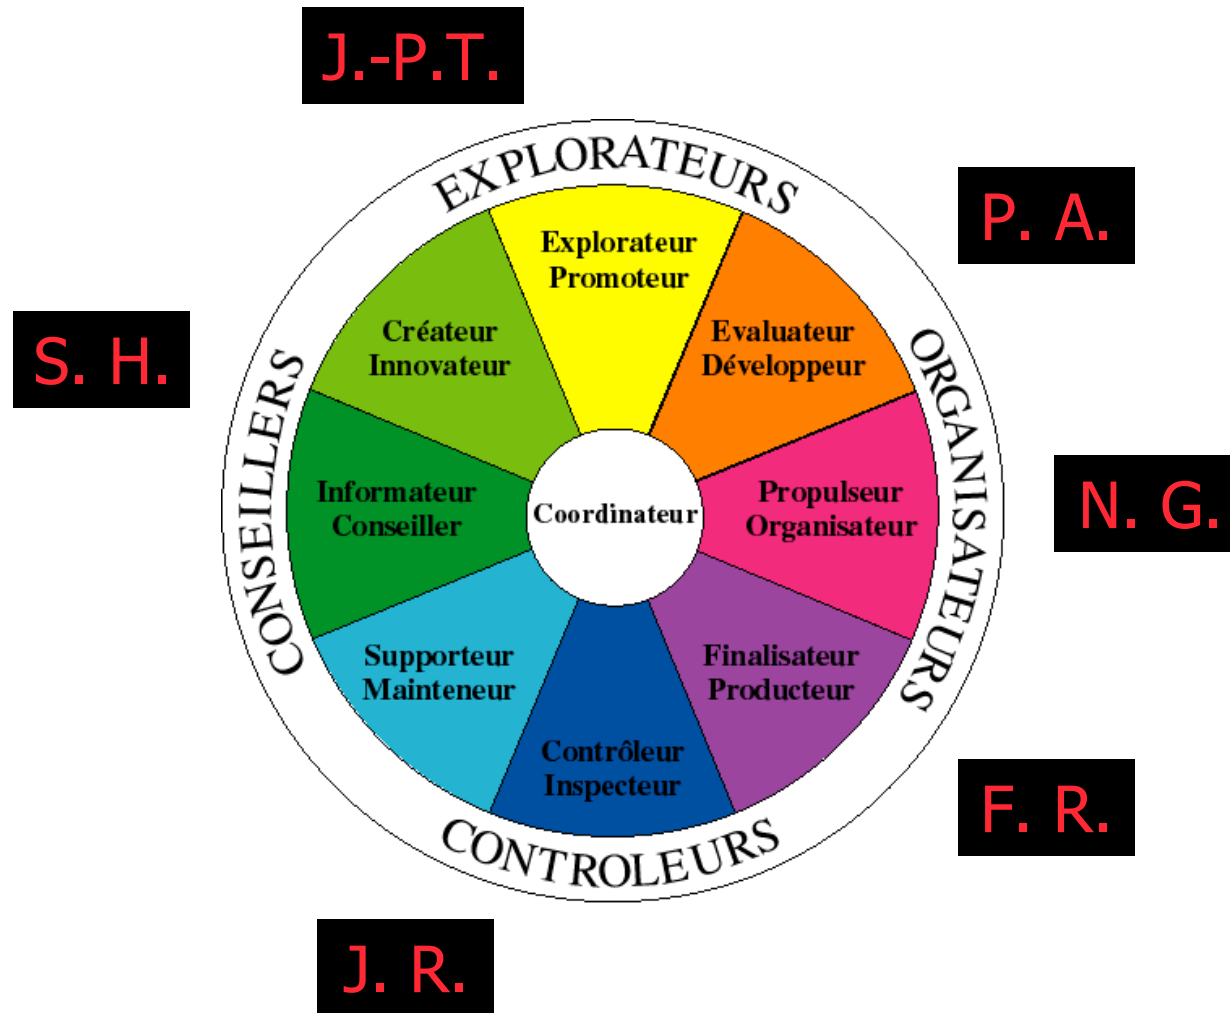 J.-P.T.
EXPLORATEURS
P. A.
Explorateur
Promoteur
Créateur
Innovateur
Evaluateur
Développeur
S. H.
CONSEILLERS
ORGANISATEURS
Informateur
Conseiller
Coordinateur
Propulseur
Organisateur
N. G.
Supporteur
Mainteneur
Finalisateur
Producteur
Contrôleur
Inspecteur
F. R.
CONTROLEURS
J. R.